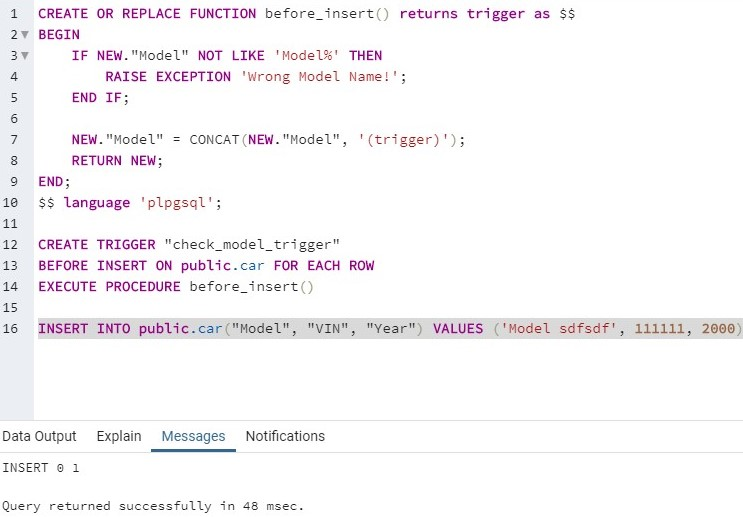 1 CREATE OR REPLACE FUNCTION before_insert() returns trigger as $$
2 BEGIN
3 IF NEW."Model" NOT LIKE 'Model%' THEN
4 RAISE EXCEPTION 'Wrong Model Name!';
5 END IF;
6
7 NEW."Model" = CONCAT(NEW."Model", '(trigger)');
8 RETURN NEW;
9 END;
10 $$ language 'plpgsql';
11
12 CREATE TRIGGER "check_model_trigger"
13 BEFORE INSERT ON public.car FOR EACH ROW
14 EXECUTE PROCEDURE before_insert()
15
16 INSERT INTO public.car("Model", "VIN", "Year") VALUES ('Model sdfsdf', 111111, 2000)
Data Output Explain Messages Notifications
INSERT 0 1
Query returned successfully in 48 msec.